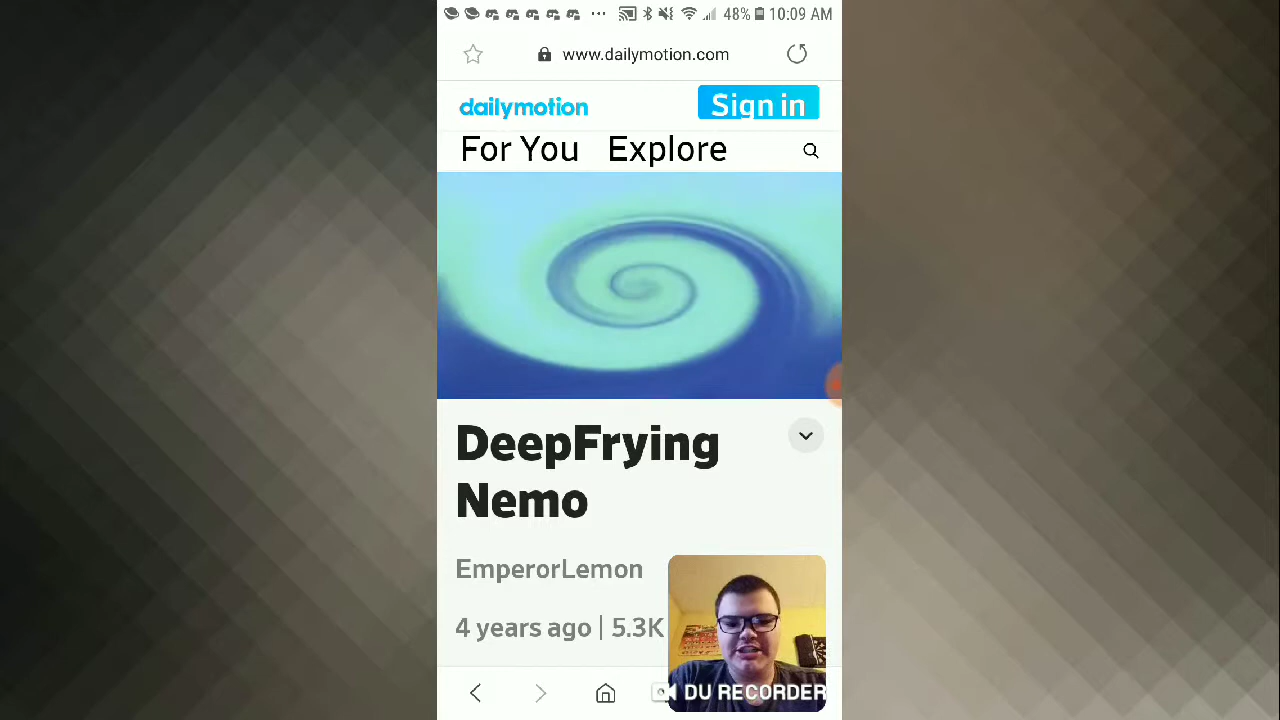 48% 10:09 AM
www.dailymotion.com
dailymotion Sign in
For You Explore
DeepFrying
Nemo
EmperorLemon
4 years ago | 5.3K
DU RECORDER